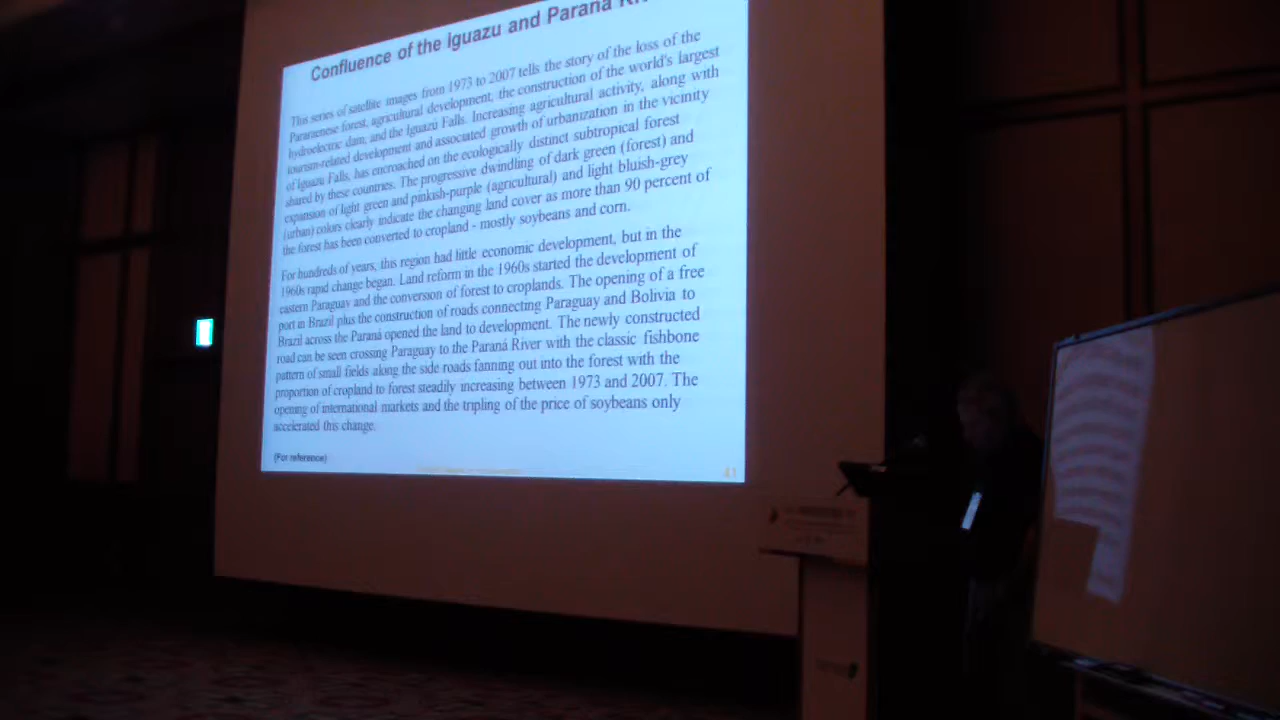 Confluence of the Iguazu and Paraná
This series of satellite images from 1973 to 2007 tells the story of the loss of the
Paranaense forest, agricultural development, the construction of the world's largest
hydroelectric dam, and the Iguazú Falls. Increasing agricultural activity, along with
tourism-related development and associated growth of urbanization in the vicinity
of Iguazu Falls, has encroached on the ecologically distinct subtropical forest
shared by these countries. The progressive dwindling of dark green (forest) and
expansion of light green and pinkish-purple (agricultural) and light bluish-grey
(urban) colors clearly indicate the changing land cover as more than 90 percent of
the forest has been converted to cropland - mostly soybeans and corn.
For hundreds of years, this region had little economic development, but in the
1960s rapid change began. Land reform in the 1960s started the development of
eastern Paraguay and the conversion of forest to croplands. The opening of a free
port in Brazil plus the construction of roads connecting Paraguay and Bolivia to
Brazil across the Paraná opened the land to development. The newly constructed
road can be seen crossing Paraguay to the Paraná River with the classic fishbone
pattern of small fields along the side roads fanning out into the forest with the
proportion of cropland to forest steadily increasing between 1973 and 2007. The
opening of international markets and the tripling of the price of soybeans only
accelerated this change.
(For reference)
41